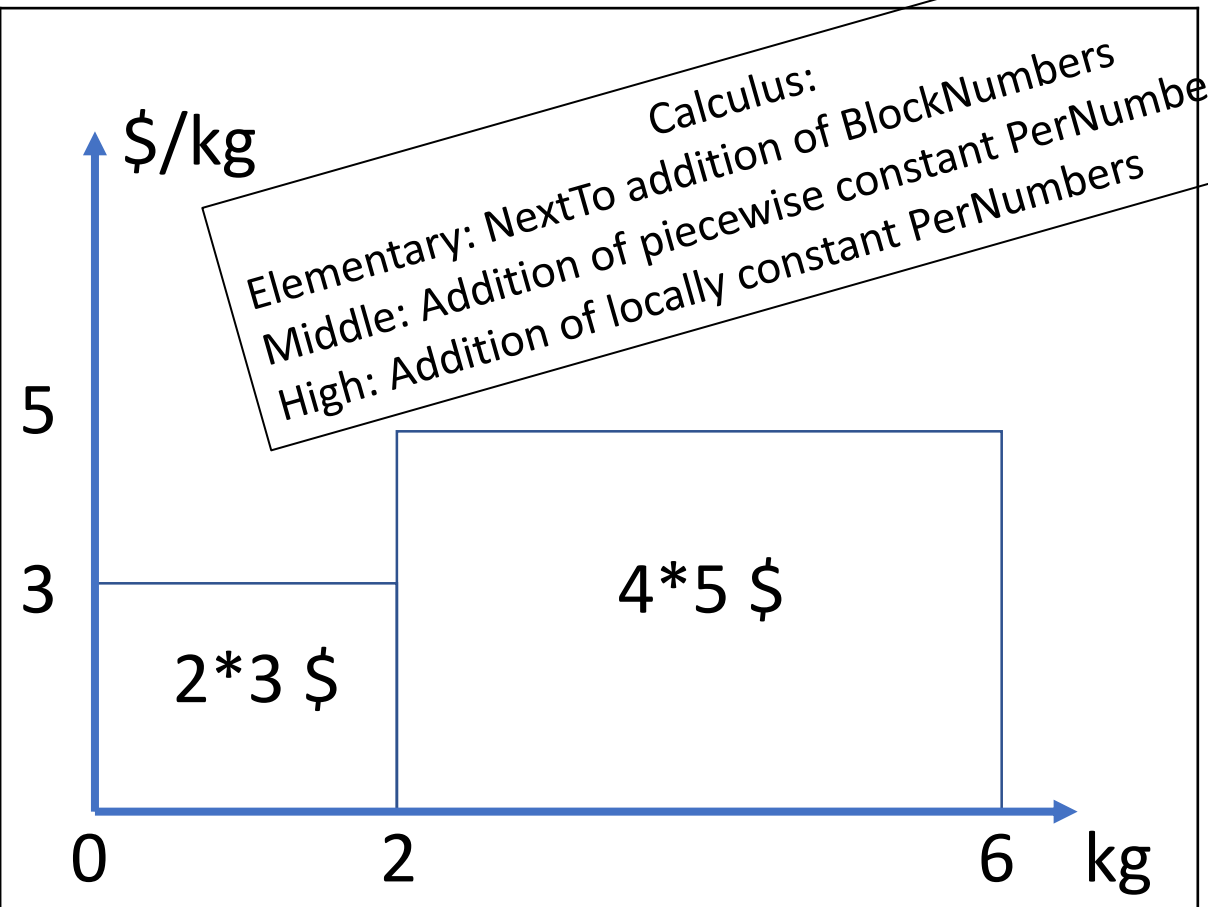 Calculus:
Elementary: NextTo addition of BlockNumbers
Middle: Addition of piecewise constant
High: Addition of locally constant PerNumbers
$/kg
5
3
4*5 $
2*3 $
0
2
6
kg